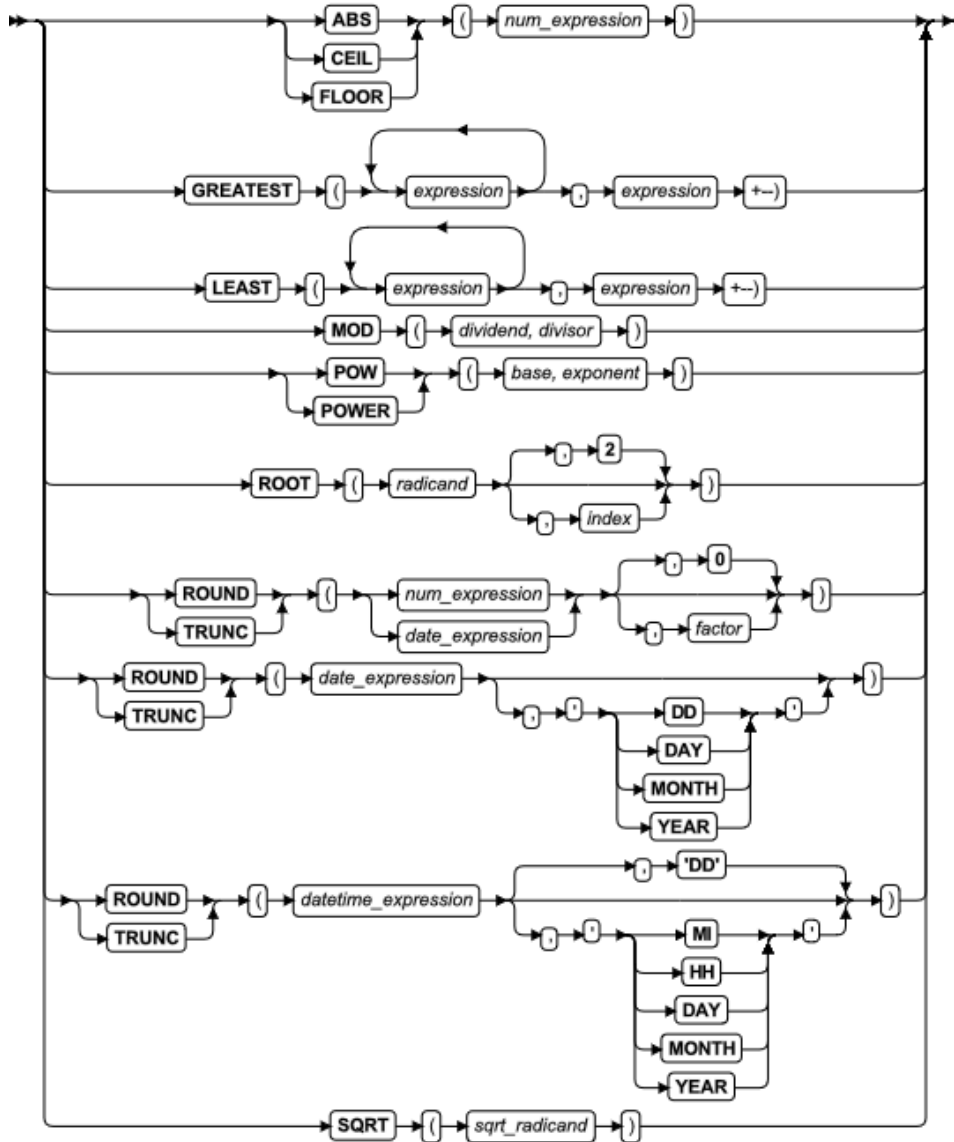 ABS ( num_expression )
CEIL
FLOOR
GREATEST ( expression , expression +--)
LEAST ( expression , expression +--)
MOD ( dividend, divisor )
POW ( base, exponent )
POWER
, 2
ROOT ( radicand )
, index
, 0
ROUND ( num_expression )
TRUNC date_expression , factor
ROUND ( date_expression )
TRUNC , ' DD '
DAY
MONTH
YEAR
, 'DD'
ROUND ( datetime_expression )
TRUNC , ' MI '
HH
DAY
MONTH
YEAR
SQRT ( sqrt_radicand )